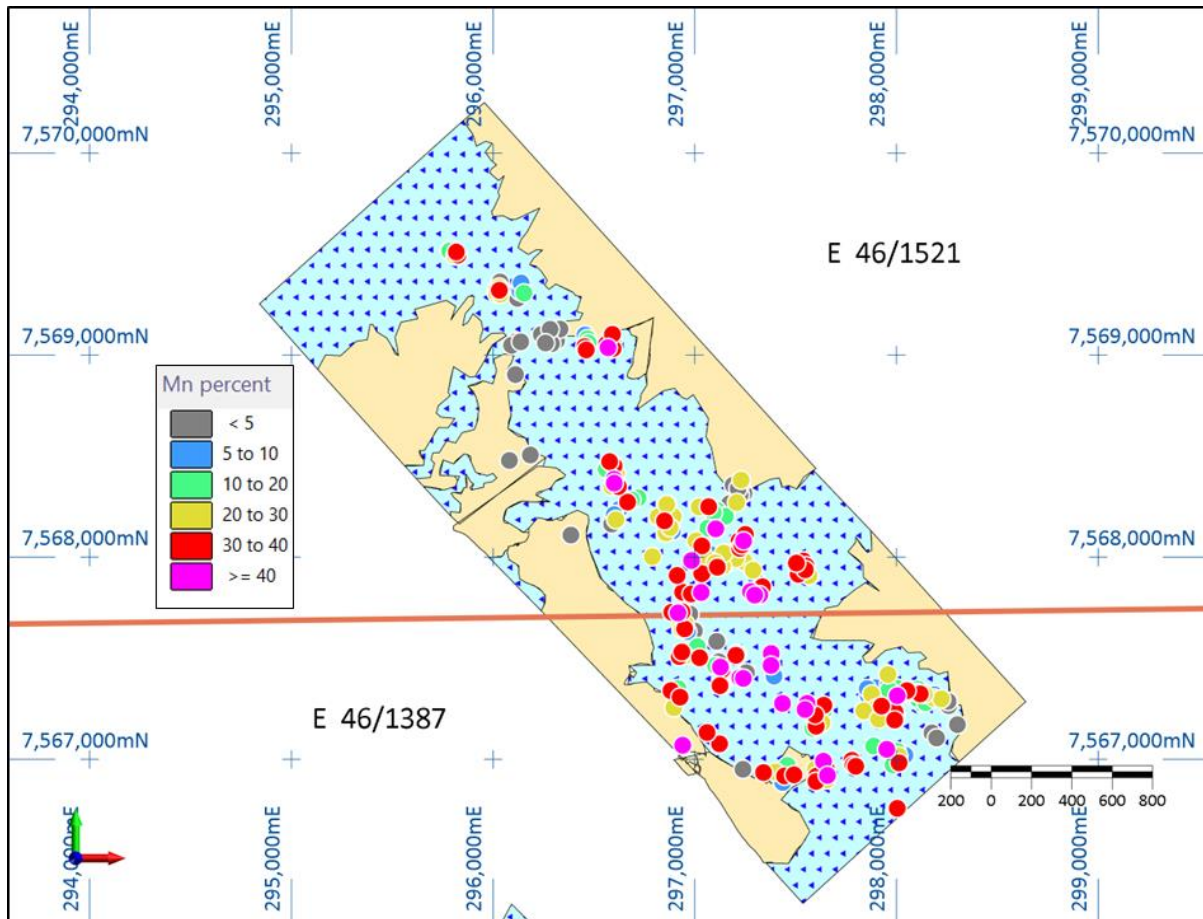 294,000mE
295,000mE
296,000mE
297,000mE
298,000mE
299,000mE
7,570,000mN
7,570,000mN
E 46/1521
7,569,000mN
7,569,000mN
Mn percent
< 5
5 to 10
10 to 20
20 to 30
30 to 40
>= 40
7,568,000mN
7,568,000mN
E 46/1387
7,567,000mN
7,567,000mN
200 0 200 400 600 800
294,000mE
295,000mE
296,000mE
297,000mE
298,000mE
299,000mE